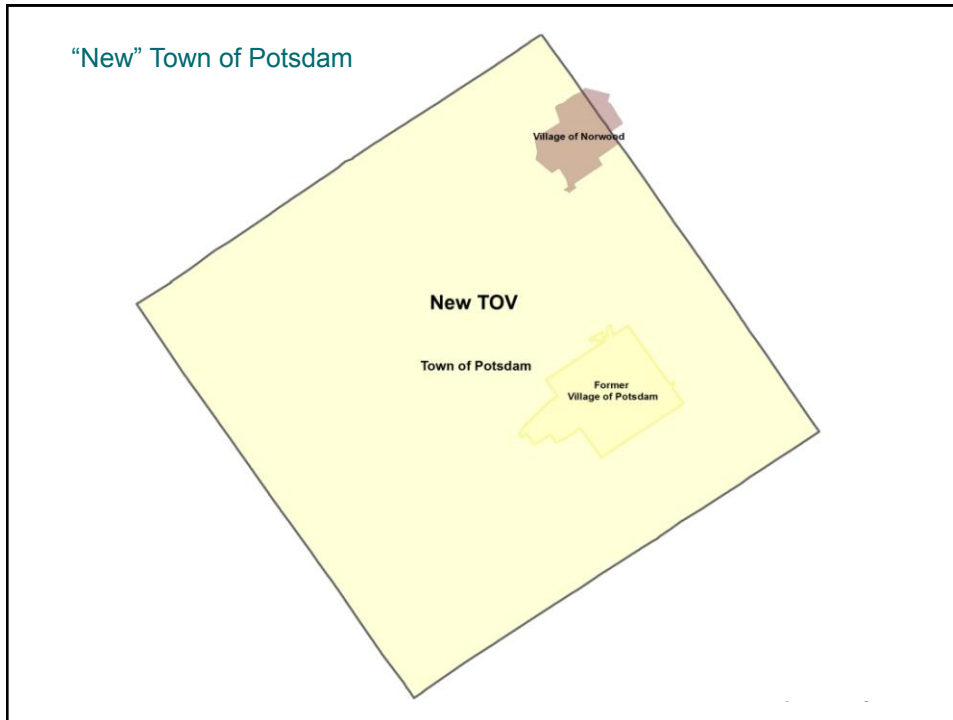 “New” Town of Potsdam
Village of Norwood
New TOV
Town of Potsdam
Former
Village of Potsdam